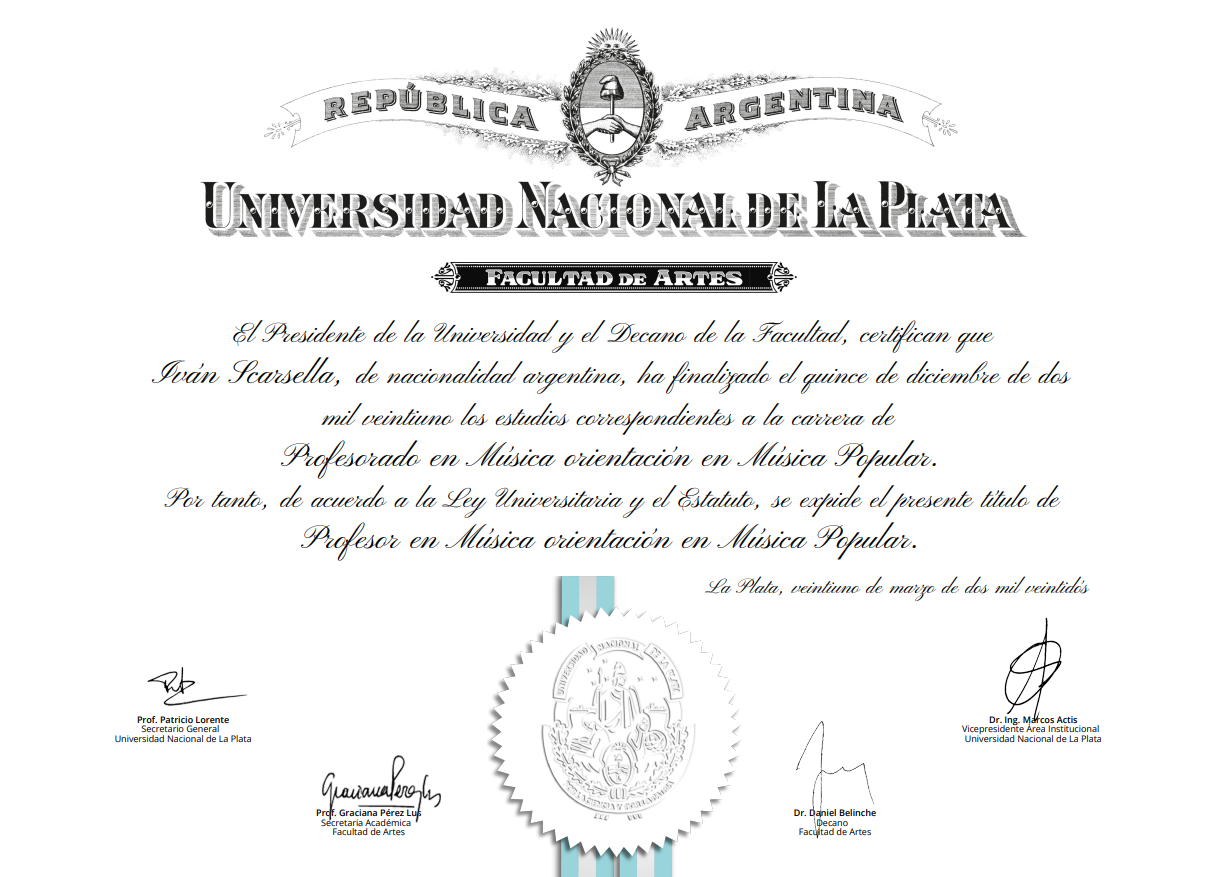 REPÚBLICA ARGENTINA
UNIVERSIDAD NACIONAL DE LA PLATA
FACULTAD DE ARTES
El Presidente de la Universidad y el Decano de la Facultad, certifican que
Iván Scarsella, de nacionalidad argentina, ha finalizado el quince de diciembre de dos
mil veintiuno los estudios correspondientes a la carrera de
Profesorado en Música orientación en Música Popular.
Por tanto, de acuerdo a la Ley Universitaria y el Estatuto, se expide el presente título de
Profesor en Música orientación en Música Popular.
La Plata, veintiuno de marzo de dos mil veintidós
UNIVERSIDAD NACIONAL DE LA PLATA
Prof. Patricio Lorente
Secretario General
Universidad Nacional de La Plata
Dr. Ing. Marcos Actis
Vicepresidente Área Institucional
Universidad Nacional de La Plata
Prof. Graciana Pérez Lus
Secretaria Académica
Facultad de Artes
Dr. Daniel Belinche
Decano
Facultad de Artes